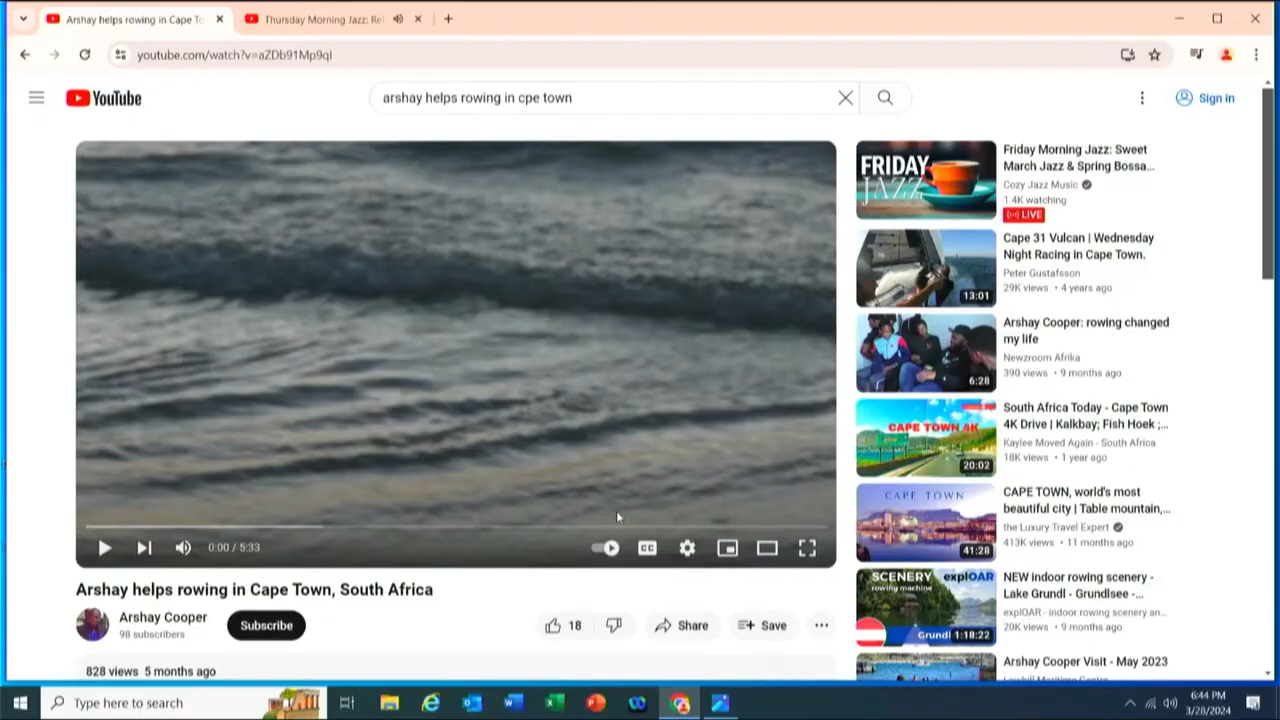 Arshay helps rowing in Cape To
Thursday Morning Jazz: Rel
youtube.com/watch?v=aZDb91Mp9qI
YouTube
arshay helps rowing in cpe town
Sign in
0:00 / 5:33
CC
Arshay helps rowing in Cape Town, South Africa
Arshay Cooper
98 subscribers
Subscribe
18
Share
Save
828 views 5 months ago
FRIDAY
JAZZ
Friday Morning Jazz: Sweet
March Jazz & Spring Bossa...
Cozy Jazz Music
1.4K watching
LIVE
13:01
Cape 31 Vulcan | Wednesday
Night Racing in Cape Town.
Peter Gustafsson
29K views • 4 years ago
6:28
Arshay Cooper: rowing changed
my life
Newzroom Afrika
390 views • 9 months ago
CAPE TOWN 4K
20:02
South Africa Today - Cape Town
4K Drive | Kalkbay; Fish Hoek ;...
Kaylee Moved Again - South Africa
18K views • 1 year ago
CAPE TOWN
41:28
CAPE TOWN, world's most
beautiful city | Table mountain,...
the Luxury Travel Expert
413K views • 11 months ago
SCENERY explOAR
rowing machine
Grundl
1:18:22
NEW indoor rowing scenery -
Lake Grundl - Grundlsee -...
explOAR - indoor rowing scenery an...
20K views • 9 months ago
Arshay Cooper Visit - May 2023
Type here to search
6:44 PM
3/28/2024